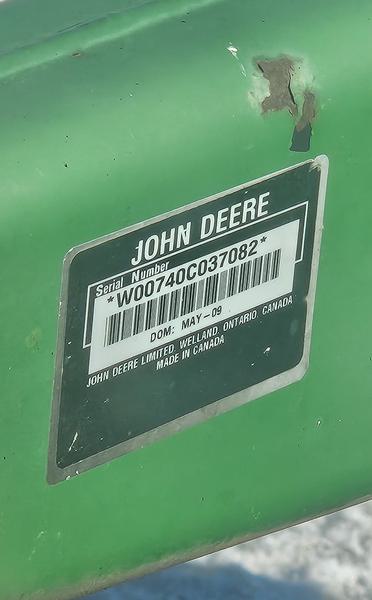 JOHN DEERE
Serial Number
*W00740C037082*
DOM: MAY-09
JOHN DEERE LIMITED, WELLAND, ONTARIO, CANADA
MADE IN CANADA